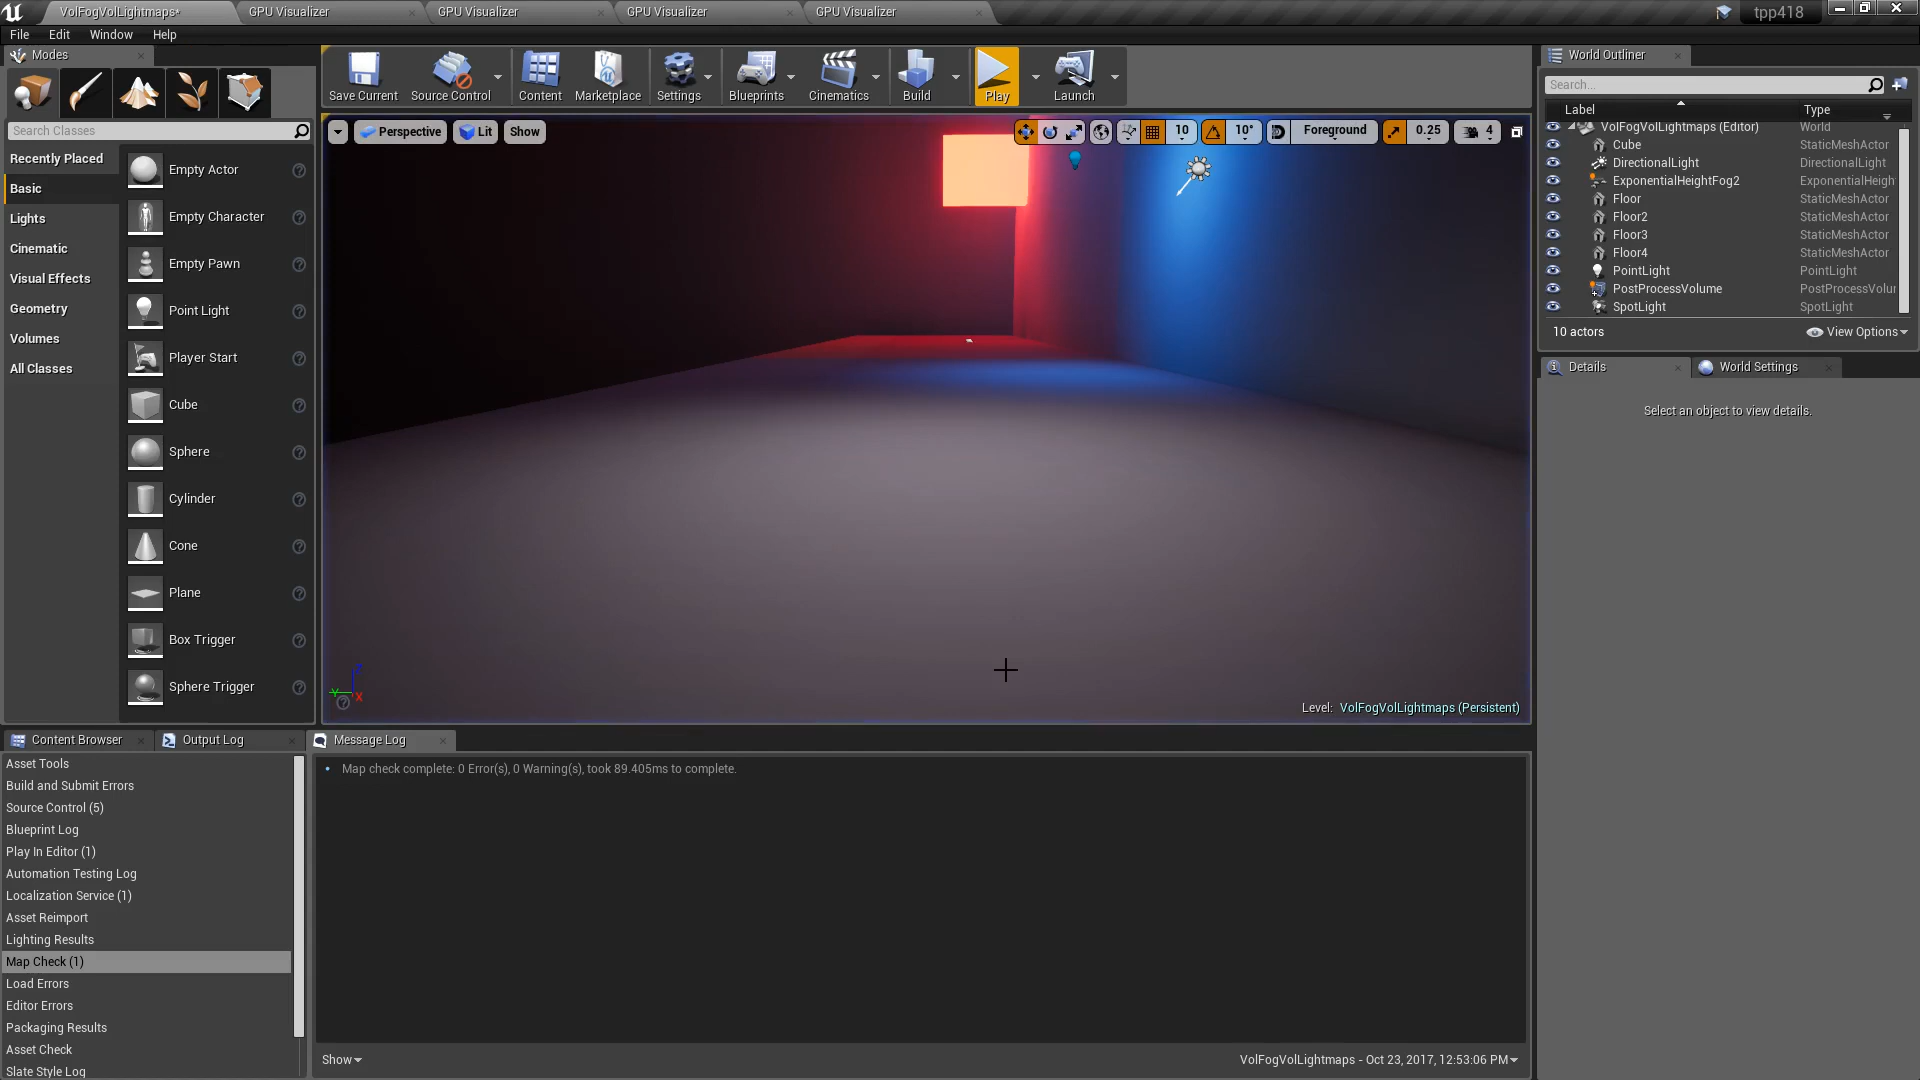 VolFogVolLightmaps*
GPU Visualizer
GPU Visualizer
GPU Visualizer
GPU Visualizer
tpp418
File Edit Window Help
Modes
Save Current
Source Control
Content
Marketplace
Settings
Blueprints
Cinematics
Build
Play
Launch
Search Classes
Recently Placed
Basic
Lights
Cinematic
Visual Effects
Geometry
Volumes
All Classes
Empty Actor
Empty Character
Empty Pawn
Point Light
Player Start
Cube
Sphere
Cylinder
Cone
Plane
Box Trigger
Sphere Trigger
Perspective
Lit
Show
10
10°
Foreground
0.25
4
Level: VolFogVolLightmaps (Persistent)
World Outliner
Search...
Label Type
VolFogVolLightmaps (Editor) World
Cube StaticMeshActor
DirectionalLight DirectionalLight
ExponentialHeightFog2 ExponentialHeigh
Floor StaticMeshActor
Floor2 StaticMeshActor
Floor3 StaticMeshActor
Floor4 StaticMeshActor
PointLight PointLight
PostProcessVolume PostProcessVolur
SpotLight SpotLight
10 actors
View Options
Details
World Settings
Select an object to view details.
Content Browser
Output Log
Message Log
Asset Tools
Build and Submit Errors
Source Control (5)
Blueprint Log
Play In Editor (1)
Automation Testing Log
Localization Service (1)
Asset Reimport
Lighting Results
Map Check (1)
Load Errors
Editor Errors
Packaging Results
Asset Check
Slate Style Log
Map check complete: 0 Error(s), 0 Warning(s), took 89.405ms to complete.
Show
VolFogVolLightmaps - Oct 23, 2017, 12:53:06 PM